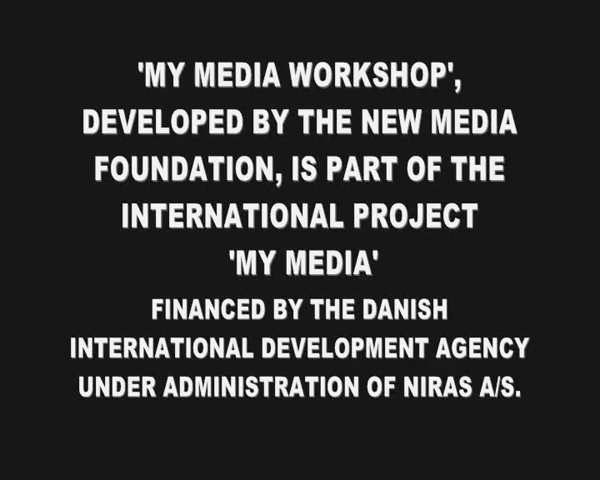 'MY MEDIA WORKSHOP',
DEVELOPED BY THE NEW MEDIA
FOUNDATION, IS PART OF THE
INTERNATIONAL PROJECT
'MY MEDIA'
FINANCED BY THE DANISH
INTERNATIONAL DEVELOPMENT AGENCY
UNDER ADMINISTRATION OF NIRAS A/S.